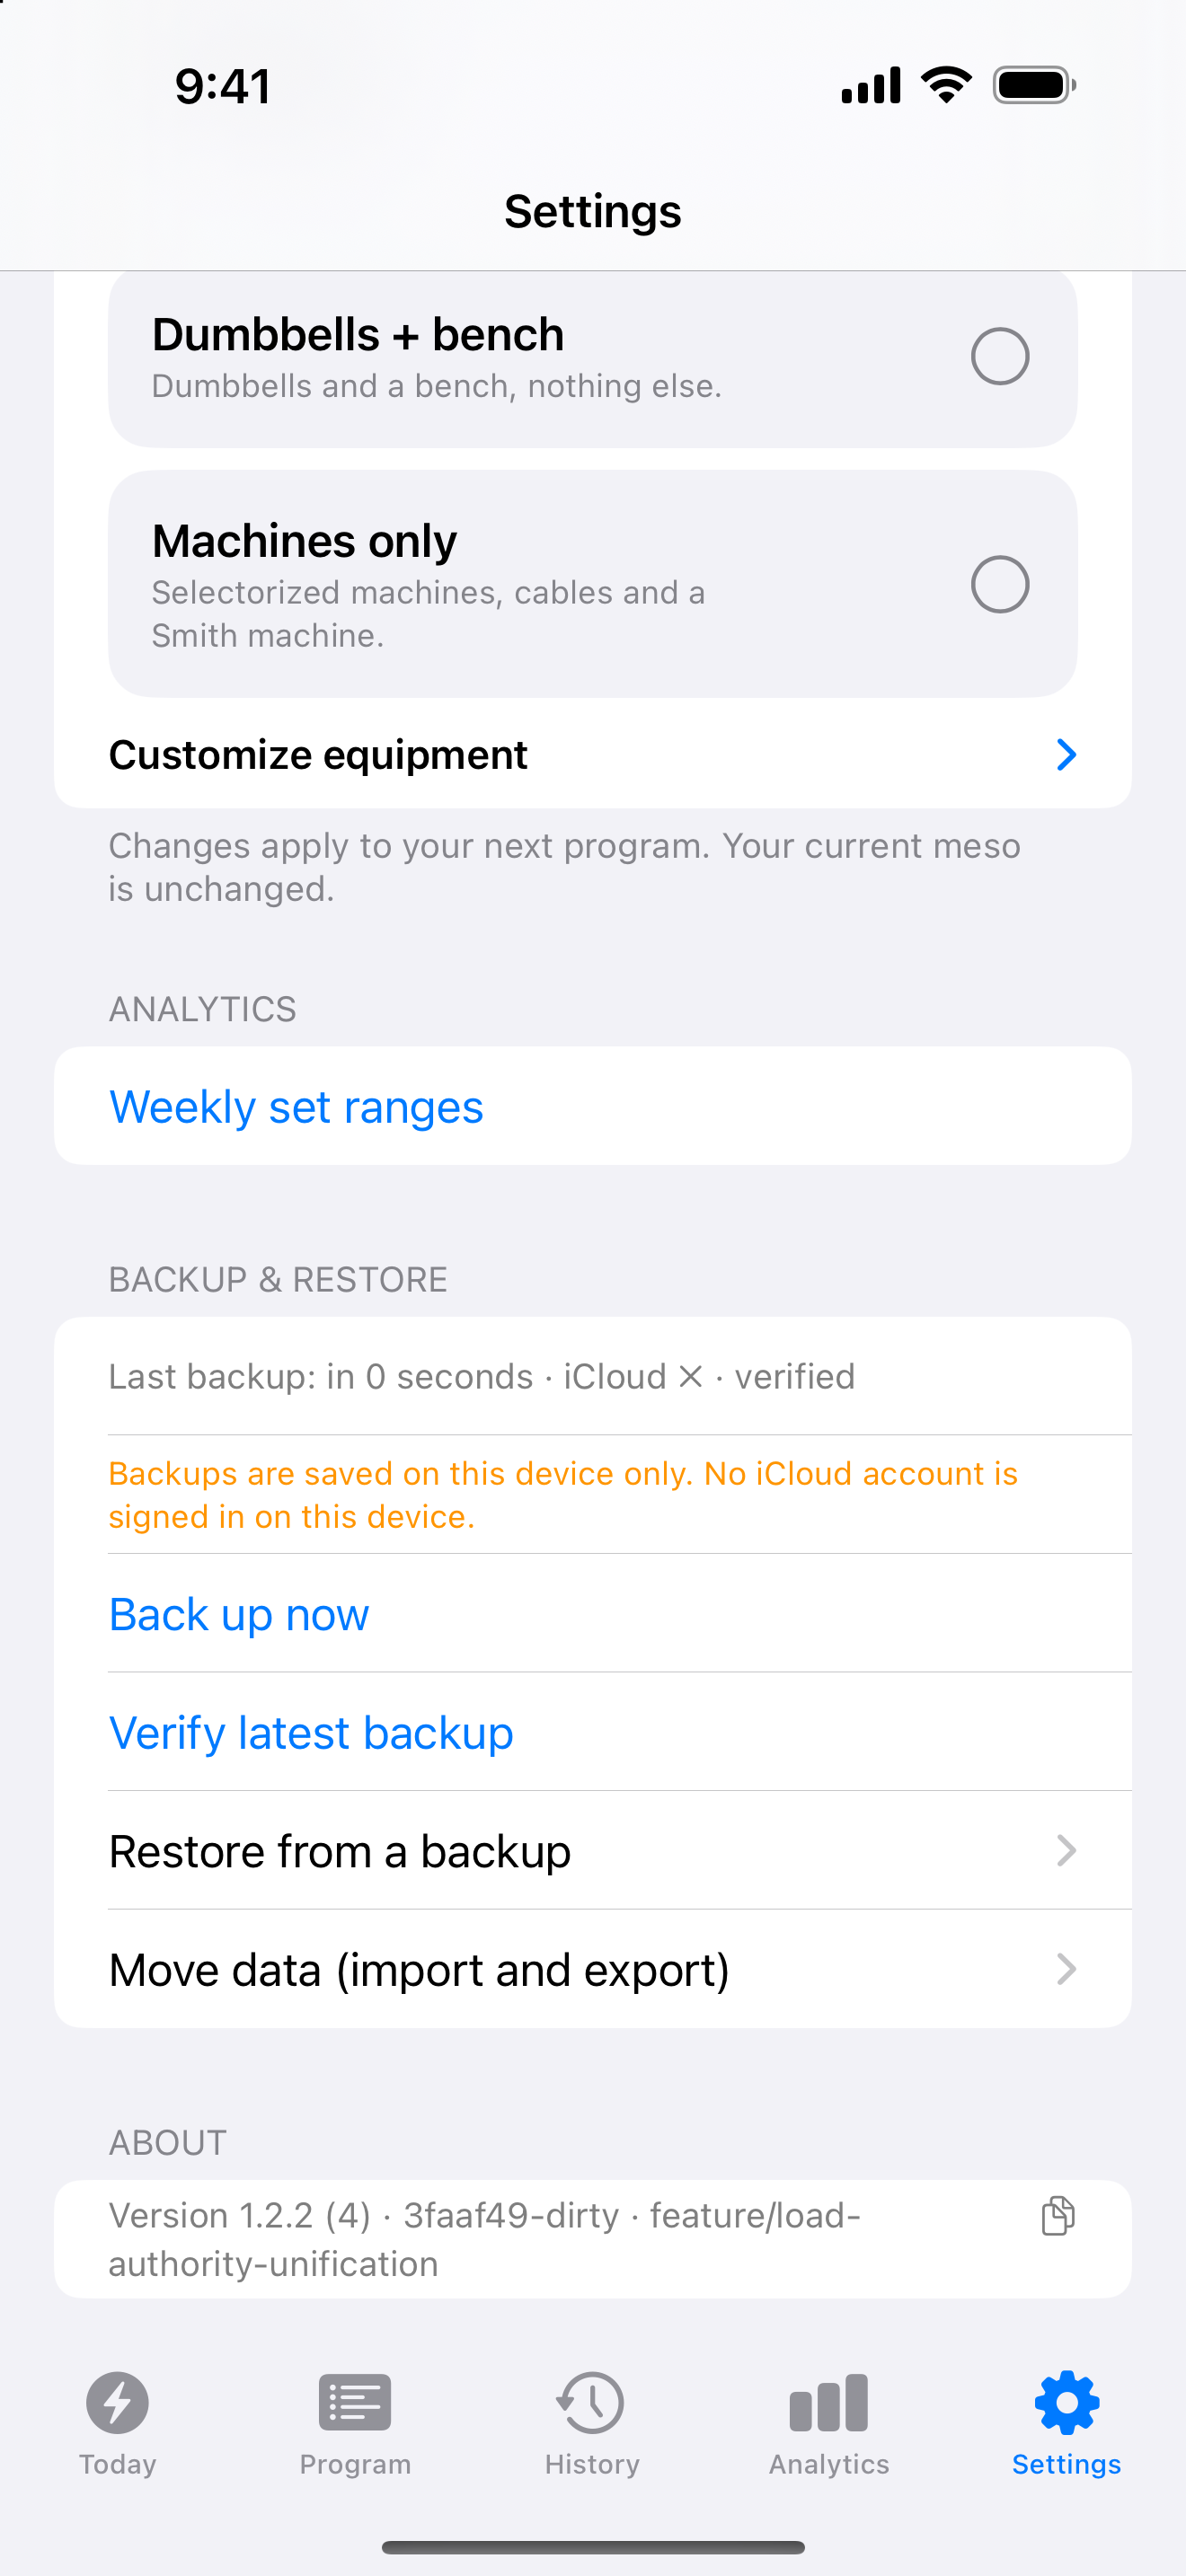 9:41
Settings
Dumbbells + bench
Dumbbells and a bench, nothing else.
Machines only
Selectorized machines, cables and a
Smith machine.
Customize equipment
Changes apply to your next program. Your current meso
is unchanged.
ANALYTICS
Weekly set ranges
BACKUP & RESTORE
Last backup: in 0 seconds · iCloud ✕ · verified
Backups are saved on this device only. No iCloud account is
signed in on this device.
Back up now
Verify latest backup
Restore from a backup
Move data (import and export)
ABOUT
Version 1.2.2 (4) · 3faaf49-dirty · feature/load-
authority-unification
Today
Program
History
Analytics
Settings